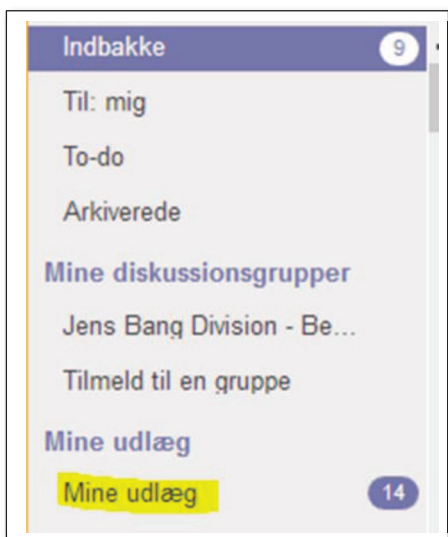 Indbakke 9
Til: mig
To-do
Arkiverede
Mine diskussionsgrupper
Jens Bang Division - Be...
Tilmeld til en gruppe
Mine udlæg
Mine udlæg 14